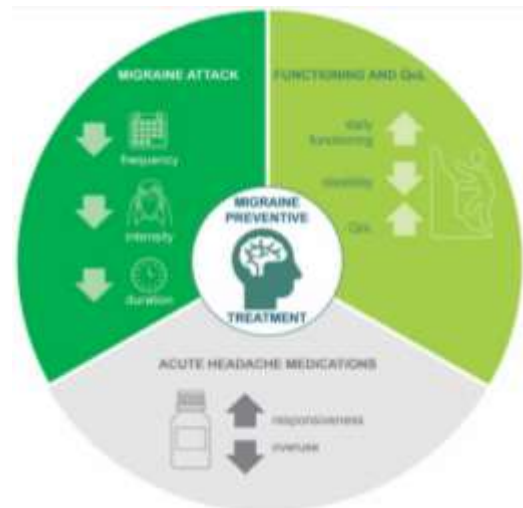 MIGRAINE ATTACK
frequency
intensity
duration
FUNCTIONING AND QoL
daily
functioning
disability
QoL
MIGRAINE
PREVENTIVE
TREATMENT
ACUTE HEADACHE MEDICATIONS
responsiveness
overuse